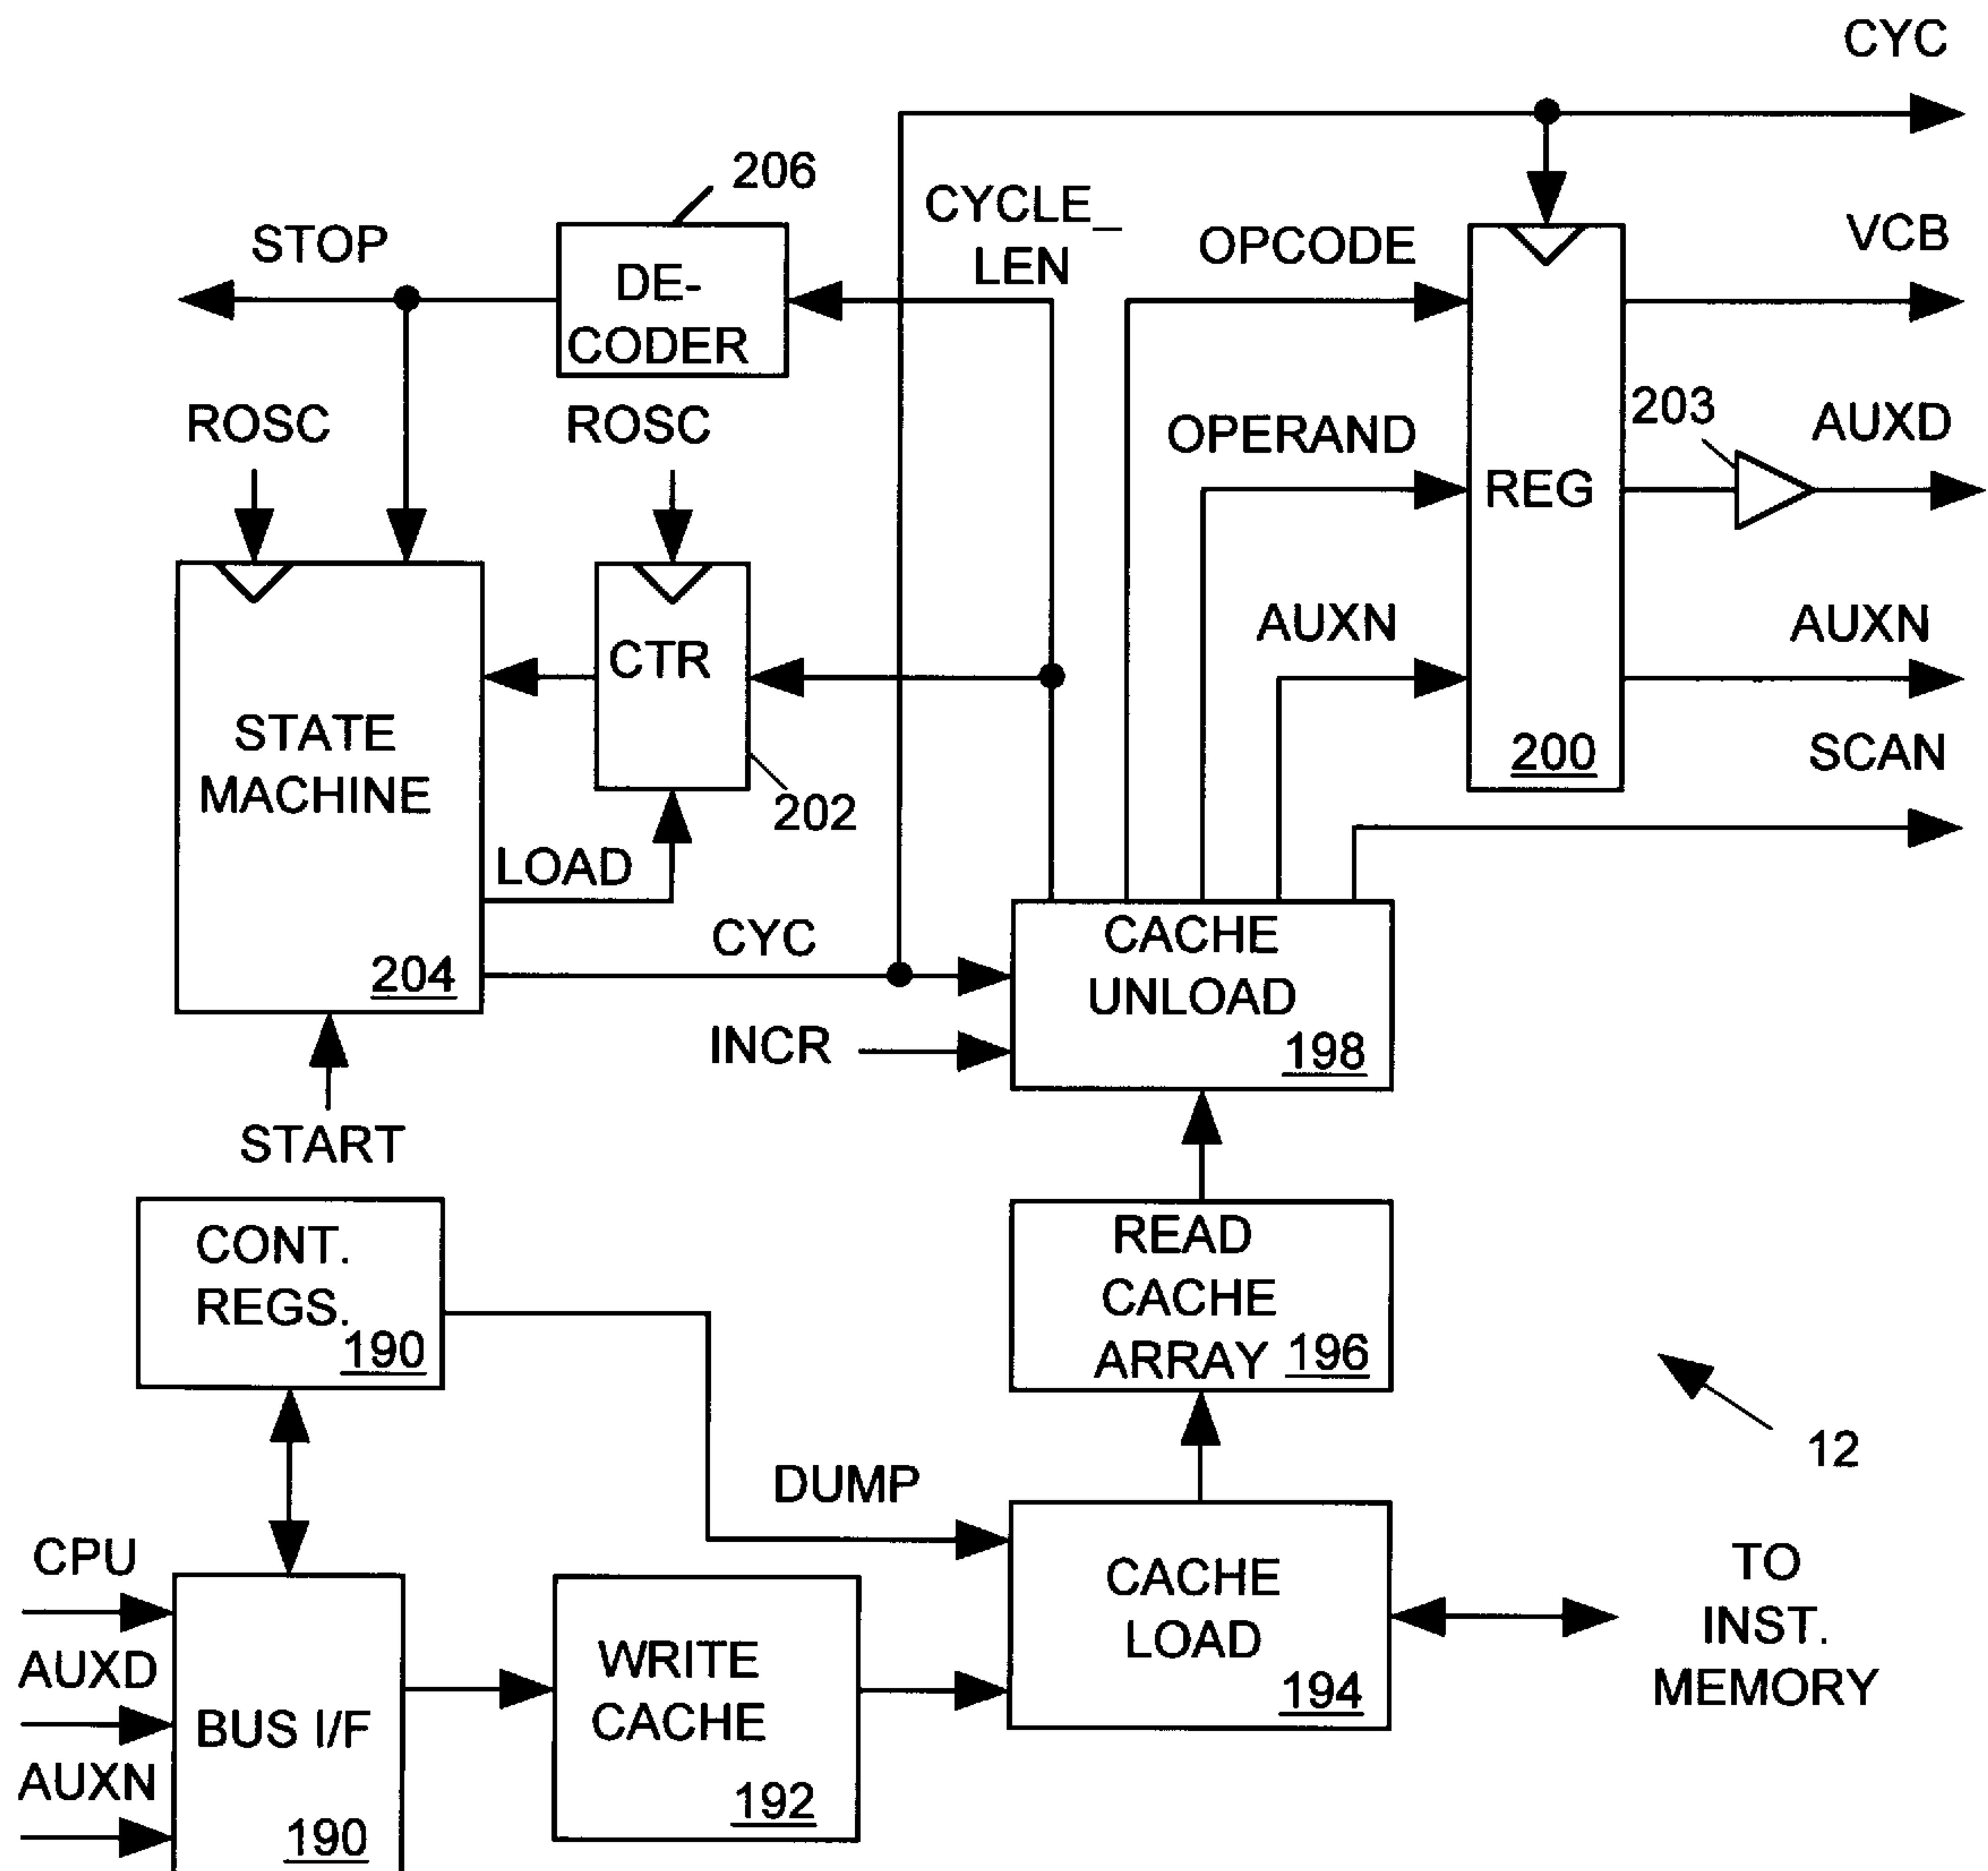 CYC
206
CYCLE_
LEN
STOP
OPCODE
VCB
DE-
CODER
ROSC
ROSC
203
AUXD
OPERAND
REG
CTR
AUXN
AUXN
STATE
MACHINE
200
SCAN
202
LOAD
CYC
204
CACHE
UNLOAD
198
INCR
START
CONT.
REGS.
190
READ
CACHE
ARRAY 196
12
DUMP
CPU
AUXD
AUXN
BUS I/F
190
WRITE
CACHE
192
CACHE
LOAD
194
TO
INST.
MEMORY